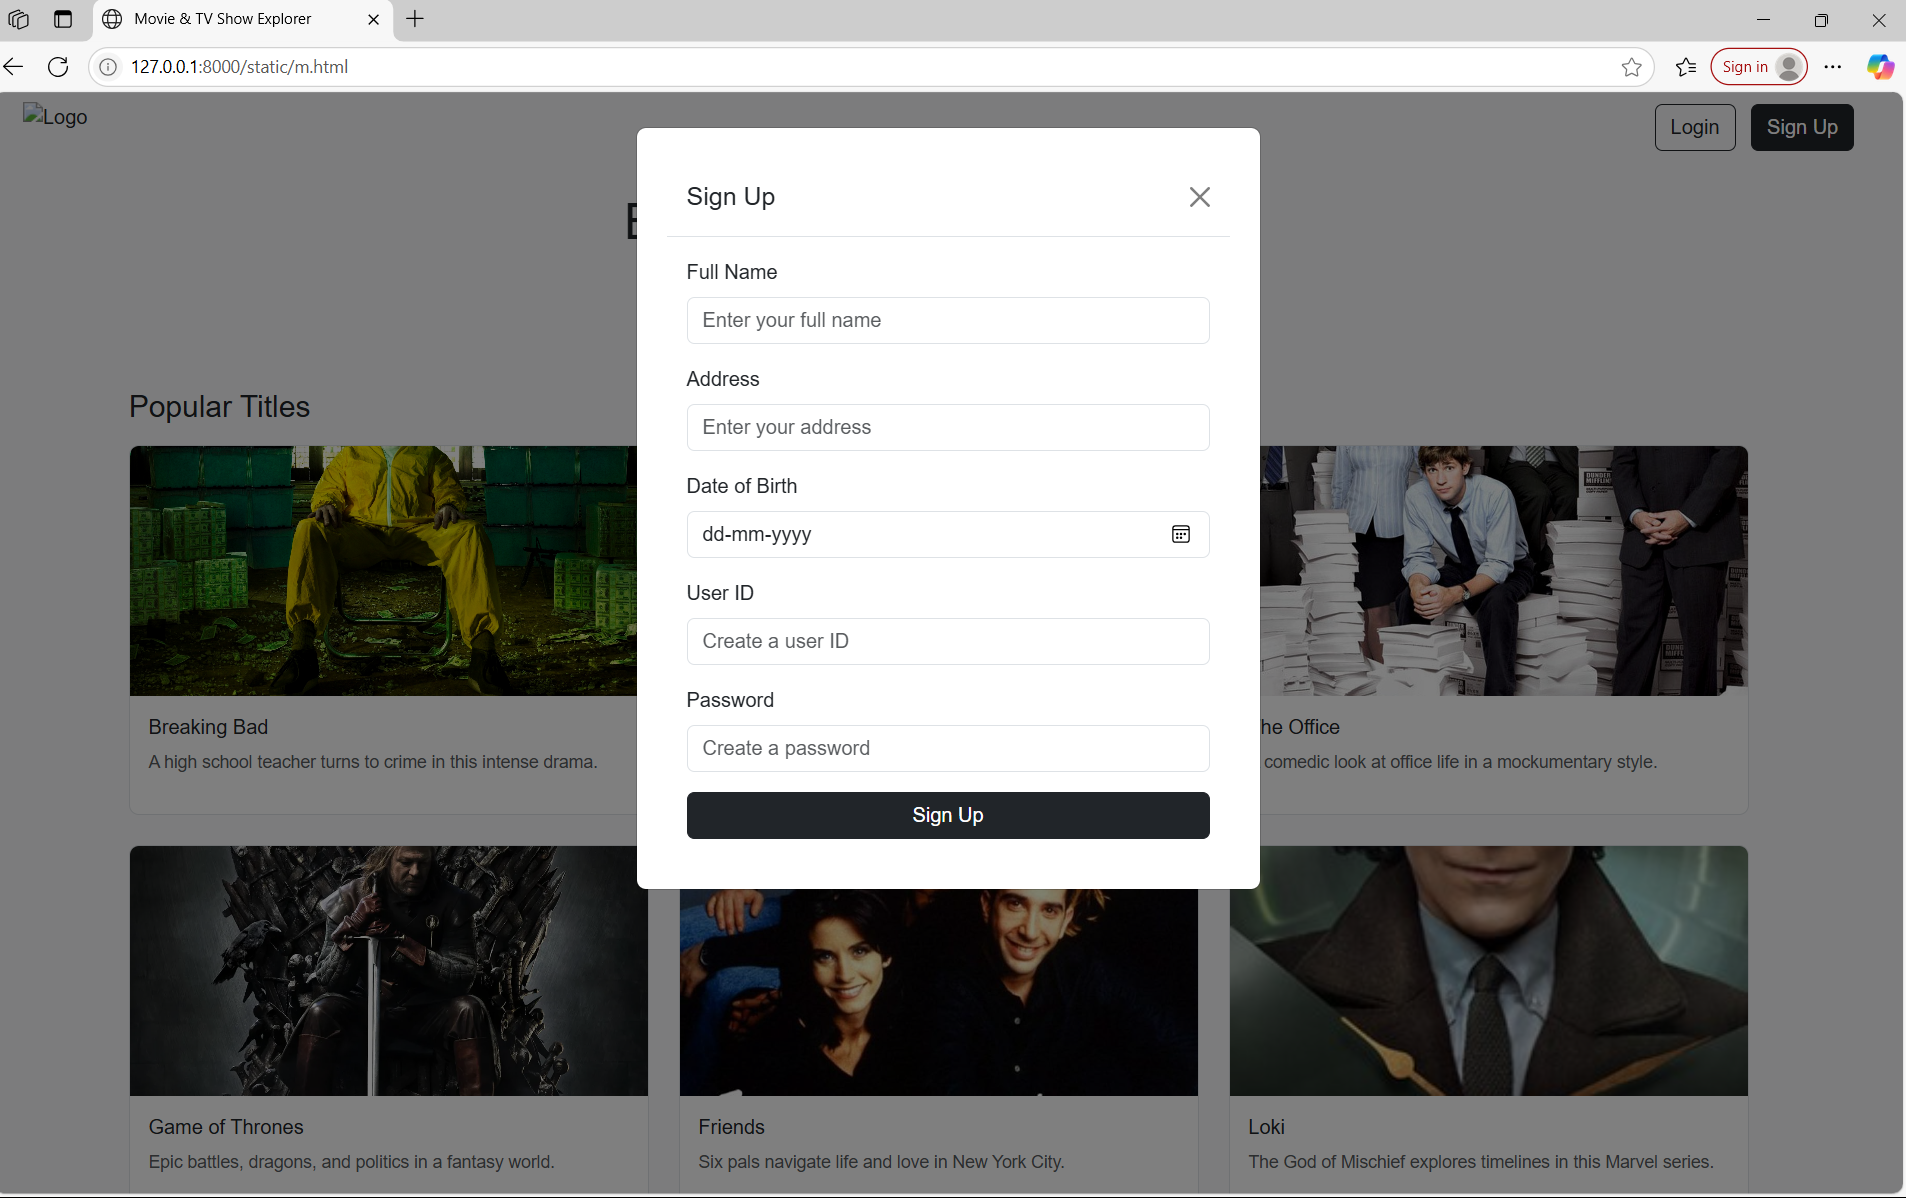 Movie & TV Show Explorer
127.0.0.1:8000/static/m.html
Sign in
Logo
Login
Sign Up
Sign Up
Full Name
Enter your full name
Address
Enter your address
Date of Birth
dd-mm-yyyy
User ID
Create a user ID
Password
Create a password
Sign Up
Popular Titles
DUNDER
MIFFLIN
Breaking Bad
A high school teacher turns to crime in this intense drama.
he Office
comedic look at office life in a mockumentary style.
Game of Thrones
Epic battles, dragons, and politics in a fantasy world.
Friends
Six pals navigate life and love in New York City.
Loki
The God of Mischief explores timelines in this Marvel series.